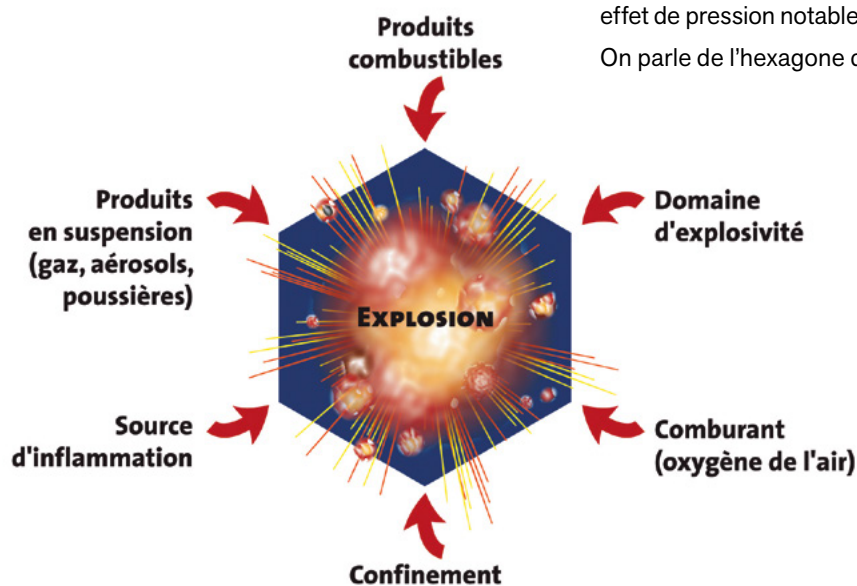 effet de pression notable
On parle de l'hexagone
Produits
combustibles
Produits
en suspension
(gaz, aérosols,
poussières)
Domaine
d'explosivité
EXPLOSION
Source
d'inflammation
Comburant
(oxygène de l'air)
Confinement